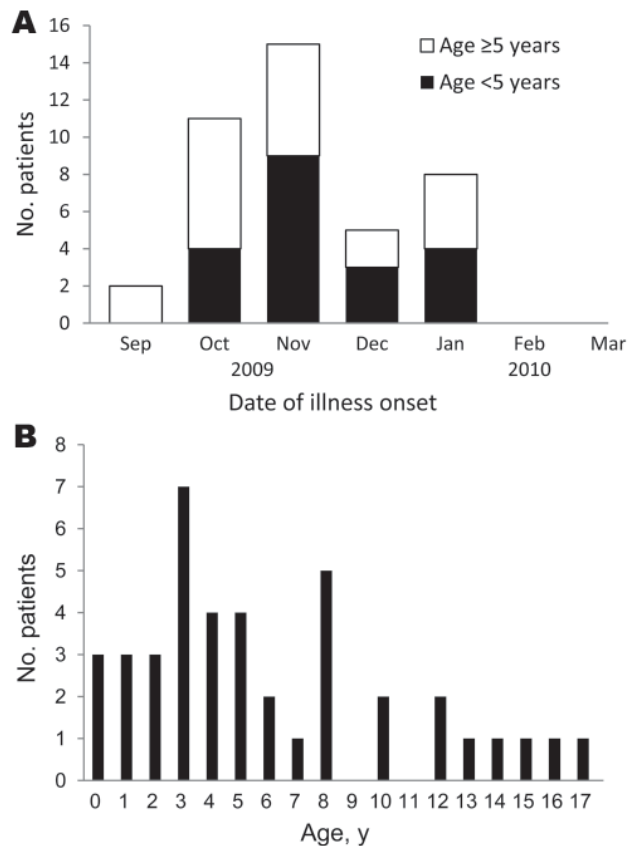 A
16
14
12
10
8
6
4
2
0
No. patients
Age ≥5 years
Age <5 years
Sep Oct Nov Dec Jan Feb Mar
2009 2010
Date of illness onset
B
8
7
6
5
4
3
2
1
0
No. patients
0 1 2 3 4 5 6 7 8 9 10 11 12 13 14 15 16 17
Age, y